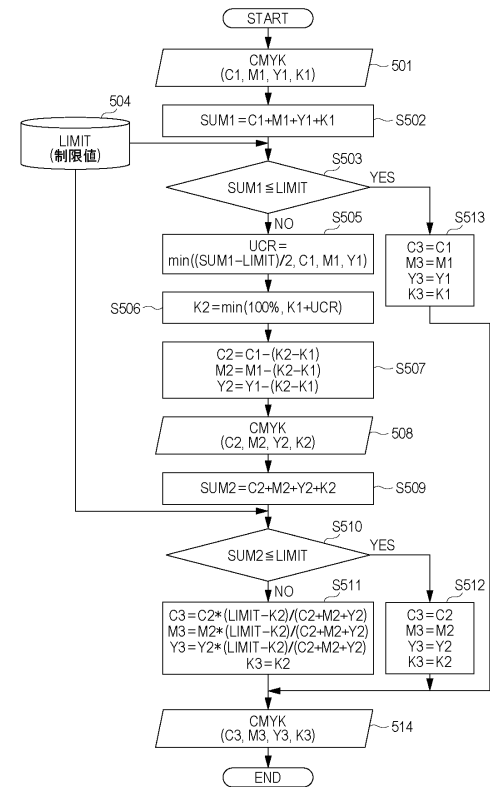 START
CMYK
(C1, M1, Y1, K1)
501
504
SUM1=C1+M1+Y1+K1
S502
LIMIT
(制限値)
S503
SUM1≦LIMIT
YES
NO
S505
S513
UCR=
min((SUM1-LIMIT)/2, C1, M1, Y1)
C3=C1
M3=M1
Y3=Y1
K3=K1
S506
K2=min(100%, K1+UCR)
C2=C1-(K2-K1)
M2=M1-(K2-K1)
Y2=Y1-(K2-K1)
S507
CMYK
(C2, M2, Y2, K2)
508
SUM2=C2+M2+Y2+K2
S509
S510
SUM2≦LIMIT
YES
NO
S511
S512
C3=C2*(LIMIT-K2)/(C2+M2+Y2)
M3=M2*(LIMIT-K2)/(C2+M2+Y2)
Y3=Y2*(LIMIT-K2)/(C2+M2+Y2)
K3=K2
C3=C2
M3=M2
Y3=Y2
K3=K2
CMYK
(C3, M3, Y3, K3)
514
END